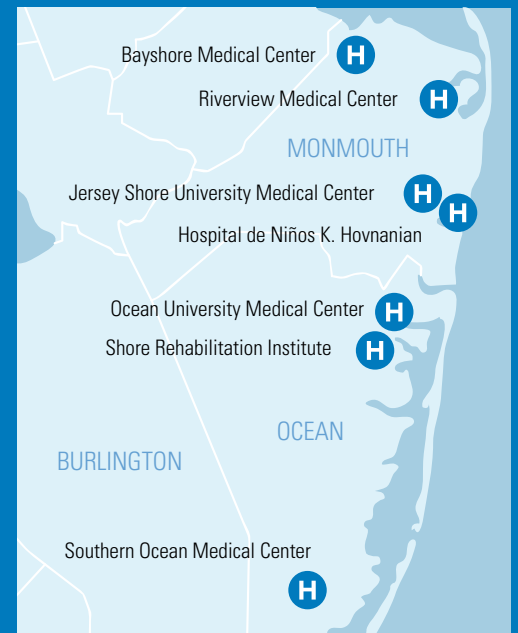 Bayshore Medical Center H
Riverview Medical Center H
MONMOUTH
Jersey Shore University Medical Center H
Hospital de Niños K. Hovnanian H
Ocean University Medical Center H
Shore Rehabilitation Institute H
OCEAN
BURLINGTON
Southern Ocean Medical Center
H